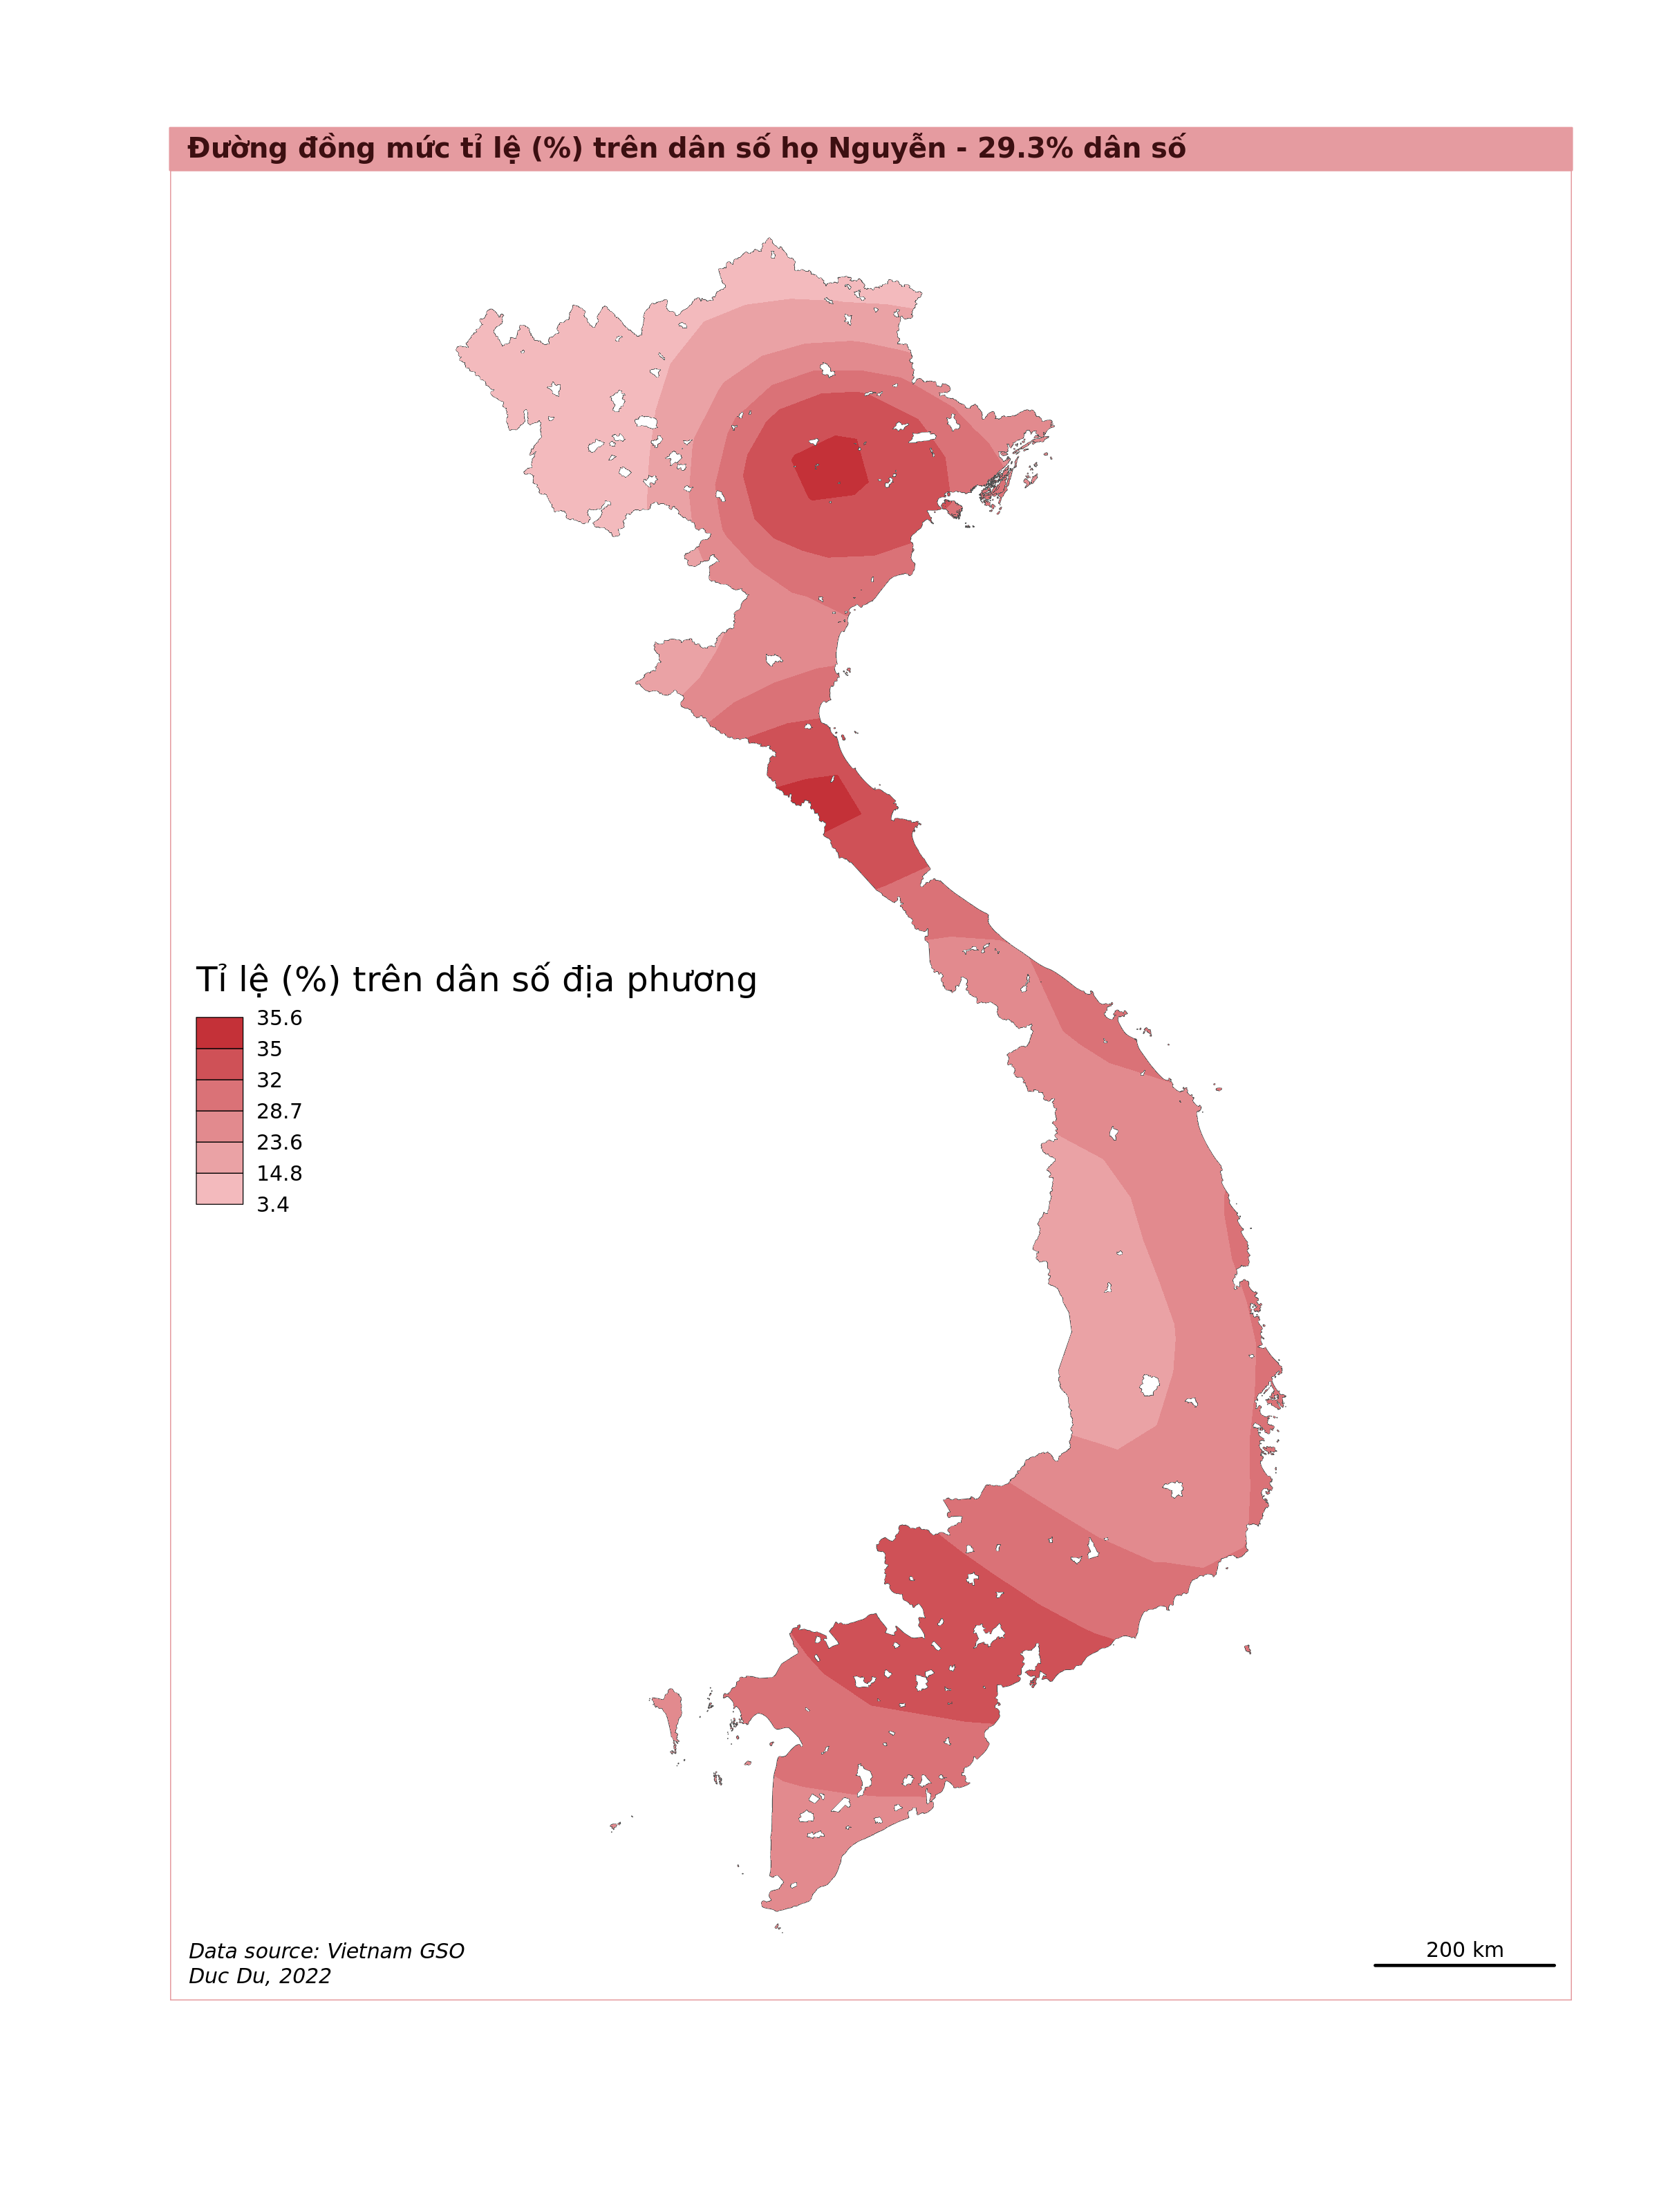 Đường đồng mức tỉ lệ (%) trên dân số họ Nguyễn - 29.3% dân số
Tỉ lệ (%) trên dân số địa phương
35.6
35
32
28.7
23.6
14.8
3.4
Data source: Vietnam GSO
Duc Du, 2022
200 km